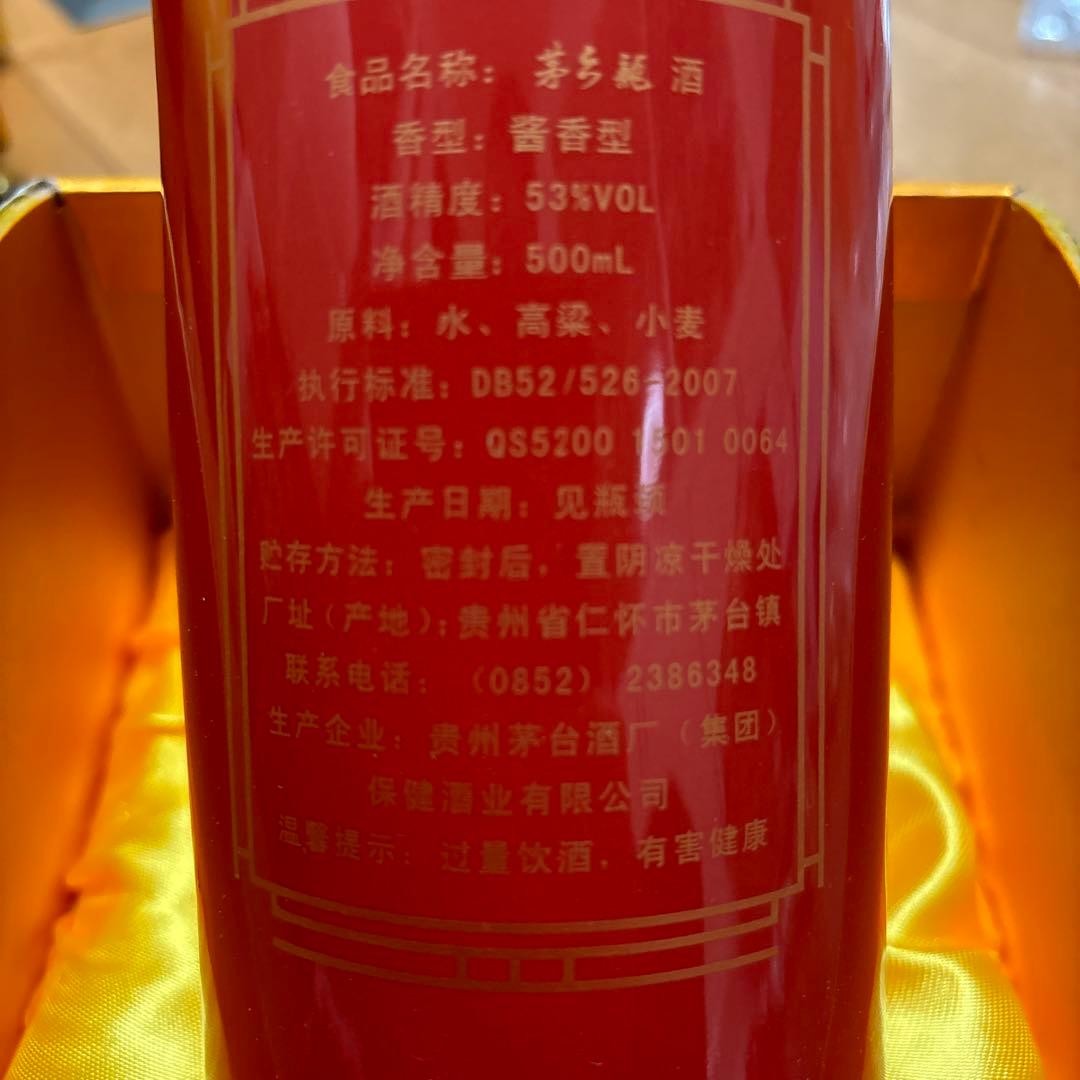 食品名称：茅乡龍 酒
香型：酱香型
酒精度：53%VOL
净含量：500mL
原料：水、高粱、小麦
执行标准：DB52/526-2007
生产许可证号：QS5200 1501 0064
生产日期：见瓶颈
贮存方法：密封后，置阴凉干燥处
厂址（产地）：贵州省仁怀市茅台镇
联系电话：（0852） 2386348
生产企业：贵州茅台酒厂（集团）
保健酒业有限公司
温馨提示：过量饮酒，有害健康